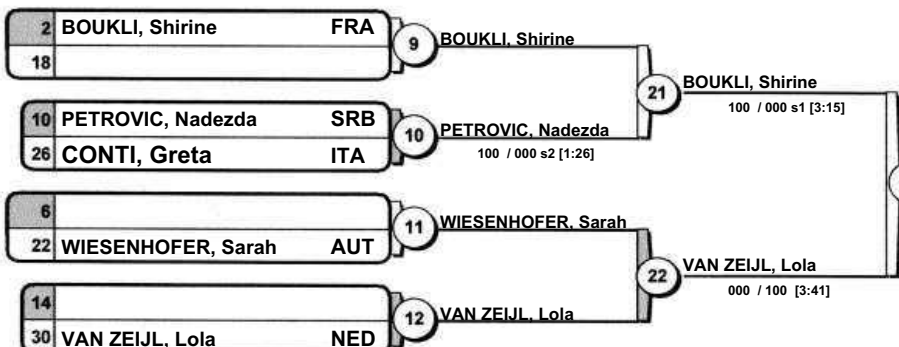 2 BOUKLI, Shirine FRA
18
9 BOUKLI, Shirine
10 PETROVIC, Nadezda SRB
26 CONTI, Greta ITA
10 PETROVIC, Nadezda
100 / 000 s2 [1:26]
21 BOUKLI, Shirine
100 / 000 s1 [3:15]
6
22 WIESENHOFER, Sarah AUT
11 WIESENHOFER, Sarah
14
30 VAN ZEIJL, Lola NED
12 VAN ZEIJL, Lola
22 VAN ZEIJL, Lola
000 / 100 [3:41]